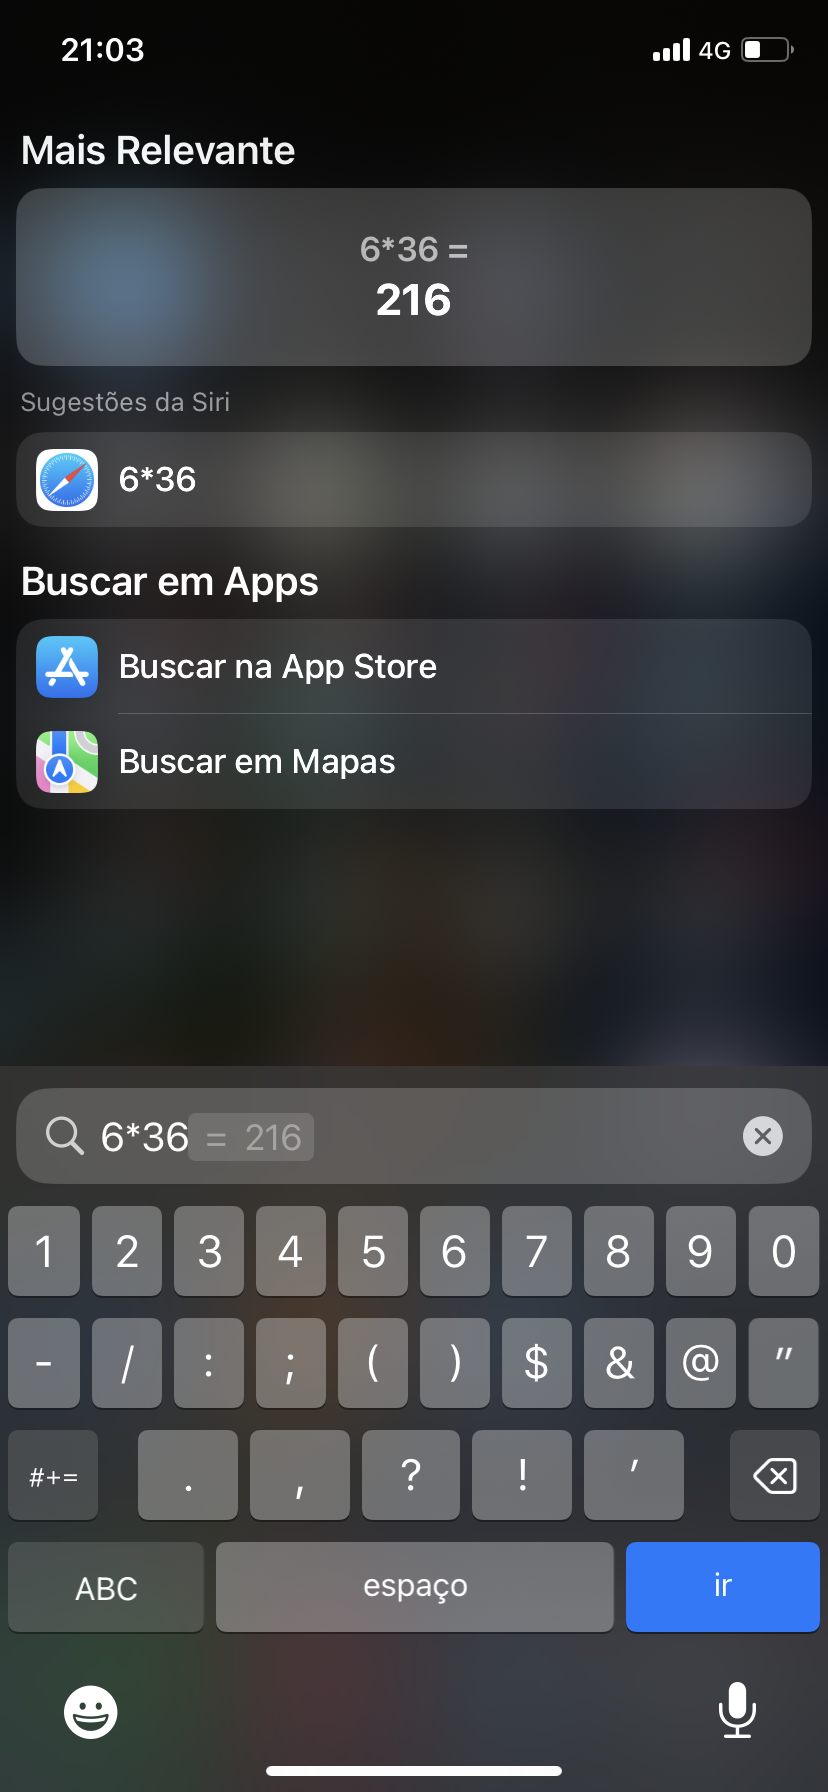 21:03
4G
Mais Relevante
6*36 =
216
Sugestões da Siri
6*36
Buscar em Apps
Buscar na App Store
Buscar em Mapas
6*36 = 216
1 2 3 4 5 6 7 8 9 0
- / : ; ( ) $ & @ "
#+= . , ? ! '
ABC espaço ir